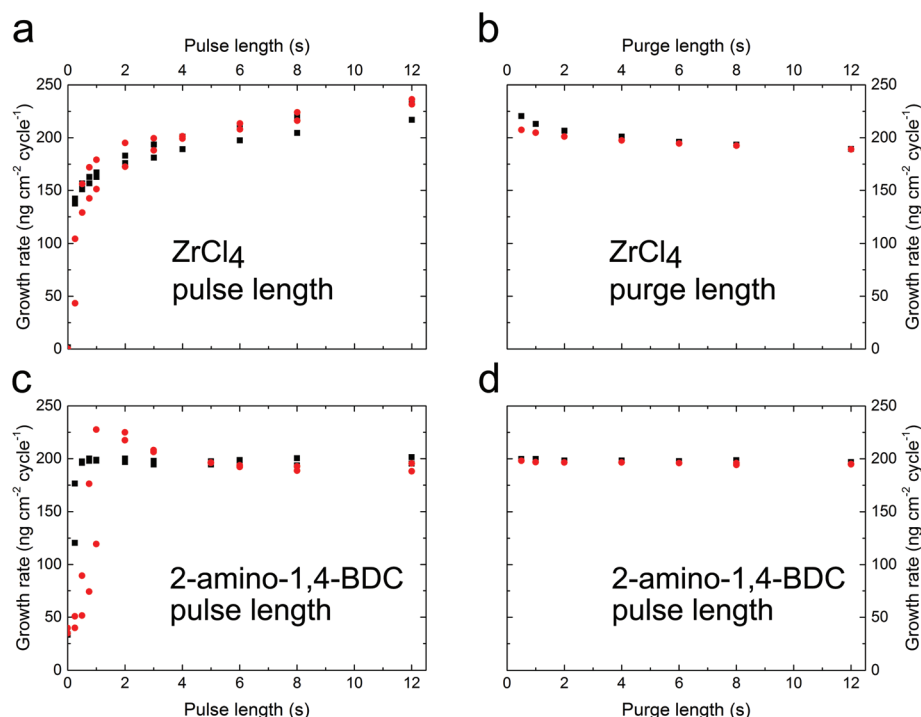 a
Pulse length (s)
0 2 4 6 8 10 12
250
200
150
100
50
0
Growth rate (ng cm⁻² cycle⁻¹)
ZrCl₄
pulse length
b
Purge length (s)
0 2 4 6 8 10 12
250
200
150
100
50
0
Growth rate (ng cm⁻² cycle⁻¹)
ZrCl₄
purge length
c
250
200
150
100
50
0
Growth rate (ng cm⁻² cycle⁻¹)
2-amino-1,4-BDC
pulse length
0 2 4 6 8 10 12
Pulse length (s)
d
250
200
150
100
50
0
Growth rate (ng cm⁻² cycle⁻¹)
2-amino-1,4-BDC
pulse length
0 2 4 6 8 10 12
Purge length (s)